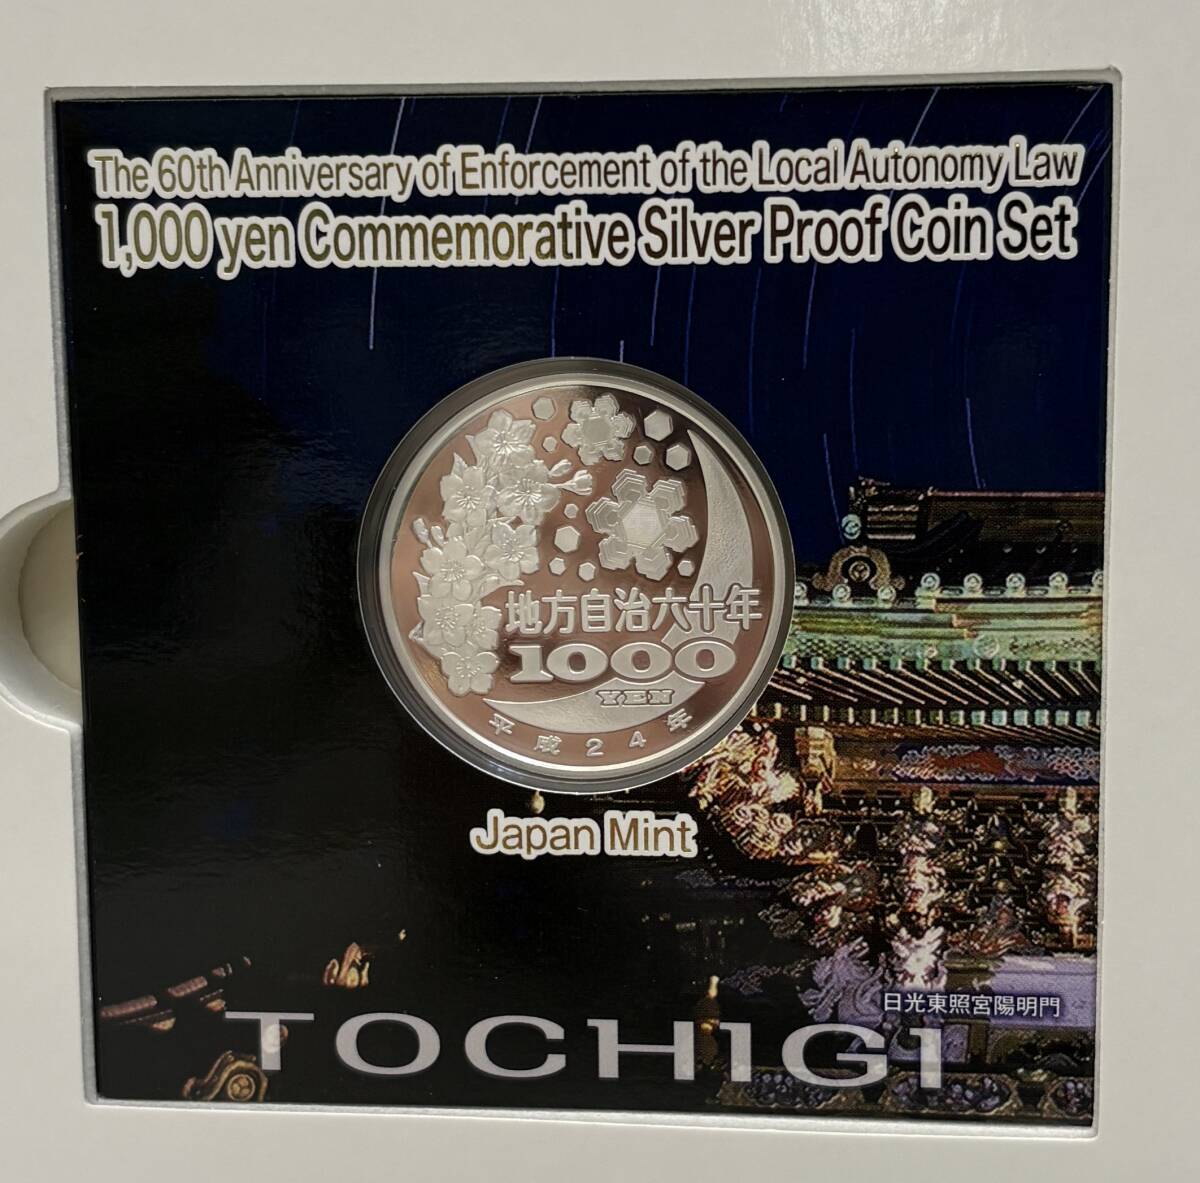 The 60th Anniversary of Enforcement of the Local Autonomy Law
1,000 yen Commemorative Silver Proof Coin Set
地方自治六十年
1000
YEN
平成24年
Japan Mint
日光東照宮陽明門
TOCHIGI